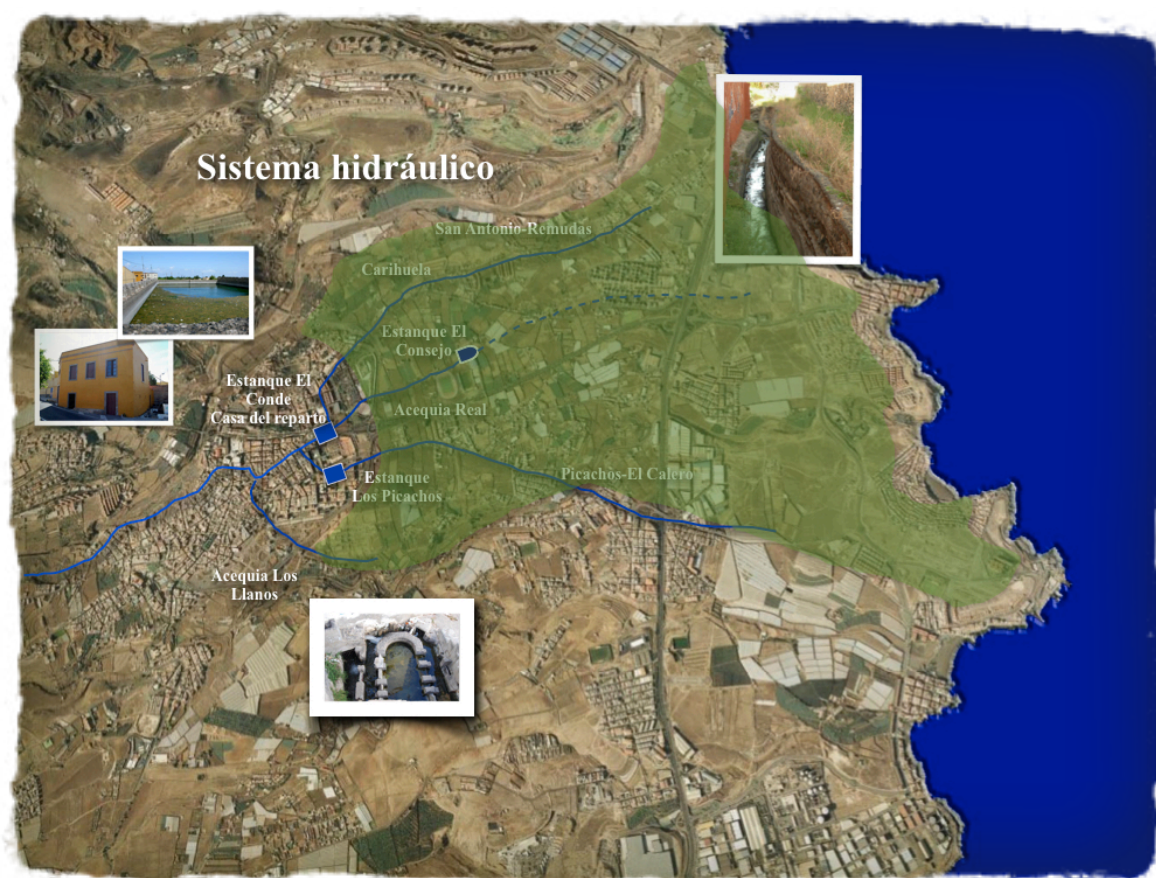 Sistema hidráulico
San Antonio-Remudas
Carihuela
Estanque El
Consejo
Estanque El
Conde
Casa del reparto
Acequia Real
Estanque
Los Picachos
Picachos-El Calero
Acequia Los
Llanos